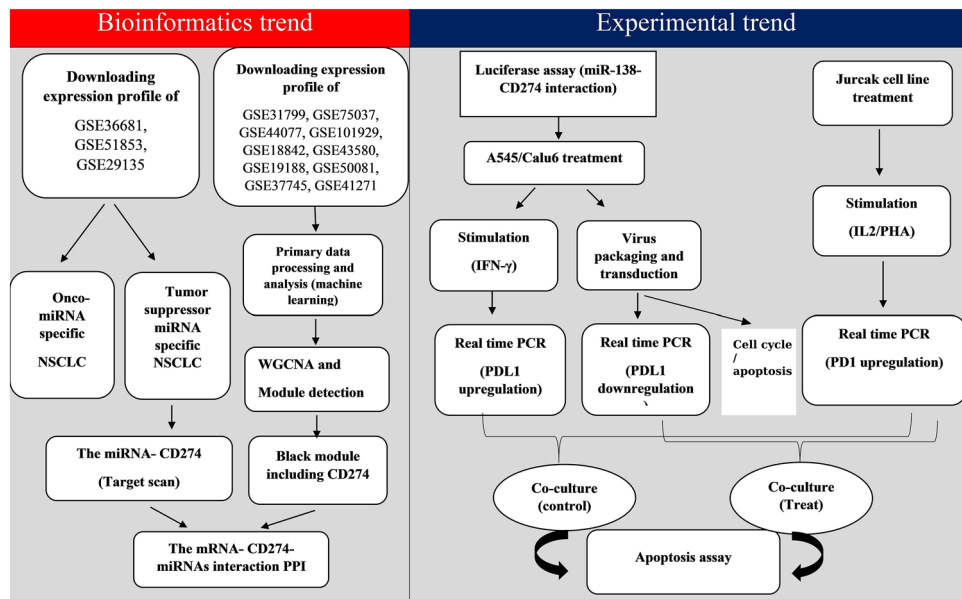 Bioinformatics trend
Downloading
expression profile of
GSE36681,
GSE51853,
GSE29135
Downloading expression
profile of
GSE31799, GSE75037,
GSE44077, GSE101929,
GSE18842, GSE43580,
GSE19188, GSE50081,
GSE37745, GSE41271
Primary data
processing and
analysis (machine
learning)
Onco-
miRNA
specific
NSCLC
Tumor
suppressor
miRNA
specific
NSCLC
WGCNA and
Module detection
The miRNA- CD274
(Target scan)
Black module
including CD274
The mRNA- CD274-
miRNAs interaction PPI
Experimental trend
Luciferase assay (miR-138-
CD274 interaction)
Jurcak cell line
treatment
A545/Calu6 treatment
Stimulation
(IFN-γ)
Virus
packaging and
transduction
Stimulation
(IL2/PHA)
Real time PCR
(PDL1
upregulation)
Real time PCR
(PDL1
downregulation
)
Cell cycle
/
apoptosis
Real time PCR
(PD1 upregulation)
Co-culture
(control)
Co-culture
(Treat)
Apoptosis assay